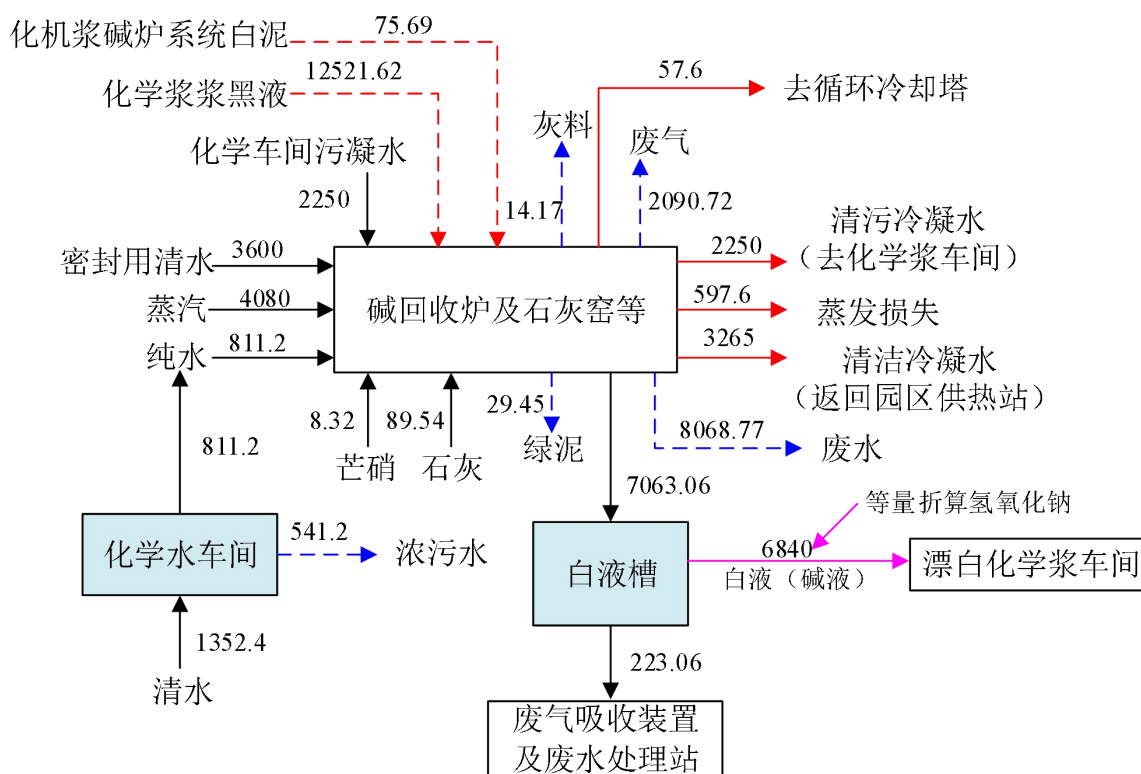 化机浆碱炉系统白泥
75.69
12521.62
化学浆浆黑液
57.6
去循环冷却塔
灰料
废气
化学车间污凝水
2250
14.17
2090.72
清污冷凝水
(去化学浆车间)
2250
密封用清水
3600
蒸汽
4080
碱回收炉及石灰窑等
597.6
蒸发损失
纯水
811.2
3265
清洁冷凝水
(返回园区供热站)
8.32
89.54
29.45
8068.77
811.2
芒硝
石灰
绿泥
废水
7063.06
等量折算氢氧化钠
化学水车间
541.2
浓污水
白液槽
6840
白液（碱液）
漂白化学浆车间
1352.4
清水
223.06
废气吸收装置
及废水处理站